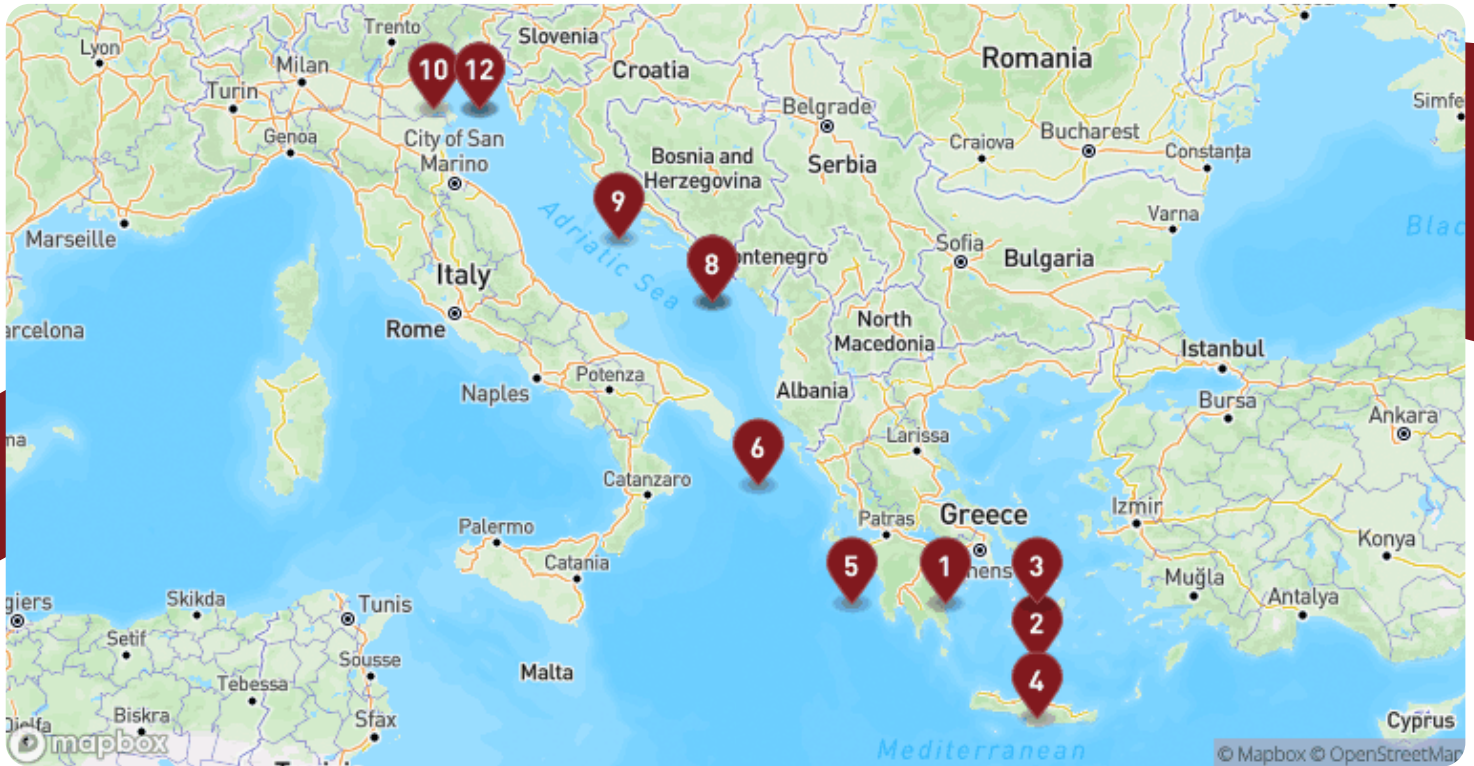 Trento
Slovenia
Lyon
Milan
10
12
Croatia
Romania
Turin
Simfe
Belgrade
Genoa
City of San
Marino
Bucharest
Craiova
Constanța
Bosnia and
Herzegovina
Serbia
9
Marseille
Adriatic Sea
Varna
Blac
Sofia
8
ontenegro
Bulgaria
Italy
Rome
arcelona
North
Macedonia
Istanbul
Naples
Potenza
Albania
Bursa
Ankara
ma
Larissa
6
Catanzaro
Izmir
Palermo
Patras
Greece
Konya
Catania
5
1
hens
3
Muğla
Skikda
giers
Tunis
Antalya
2
Setif
Sousse
Malta
4
Tebessa
Biskra
Sfax
Cyprus
Djelfa
mapbox
Mediterranean
© Mapbox © OpenStreetMap